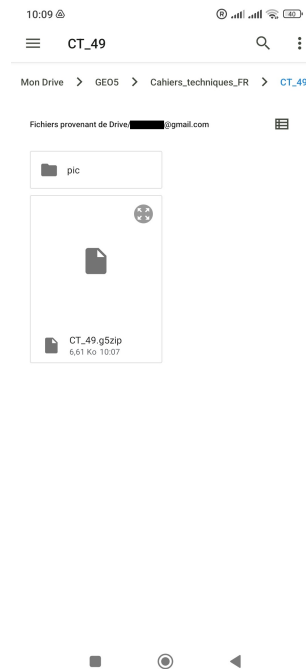 10:09 R 40
CT_49
Mon Drive > GEO5 > Cahiers_techniques_FR > CT_49
Fichiers provenant de Drive/ @gmail.com
pic
CT_49.g5zip
6,61 Ko 10:07